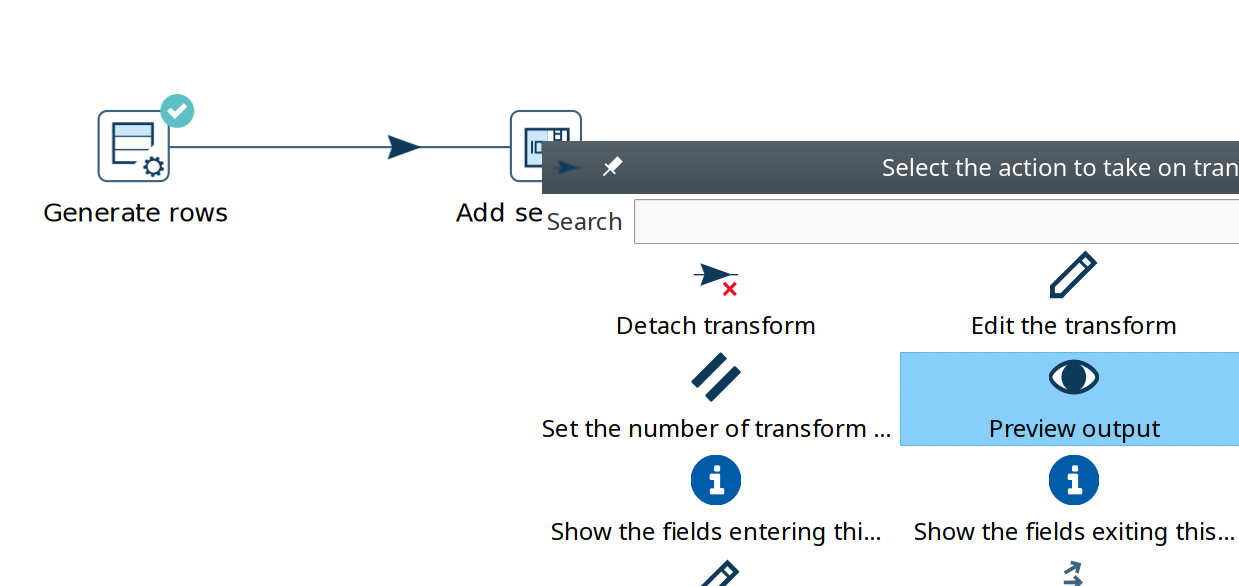 Generate rows
Add se
Select the action to take on tran
Search
Detach transform
Edit the transform
Set the number of transform ...
Preview output
Show the fields entering thi...
Show the fields exiting this...